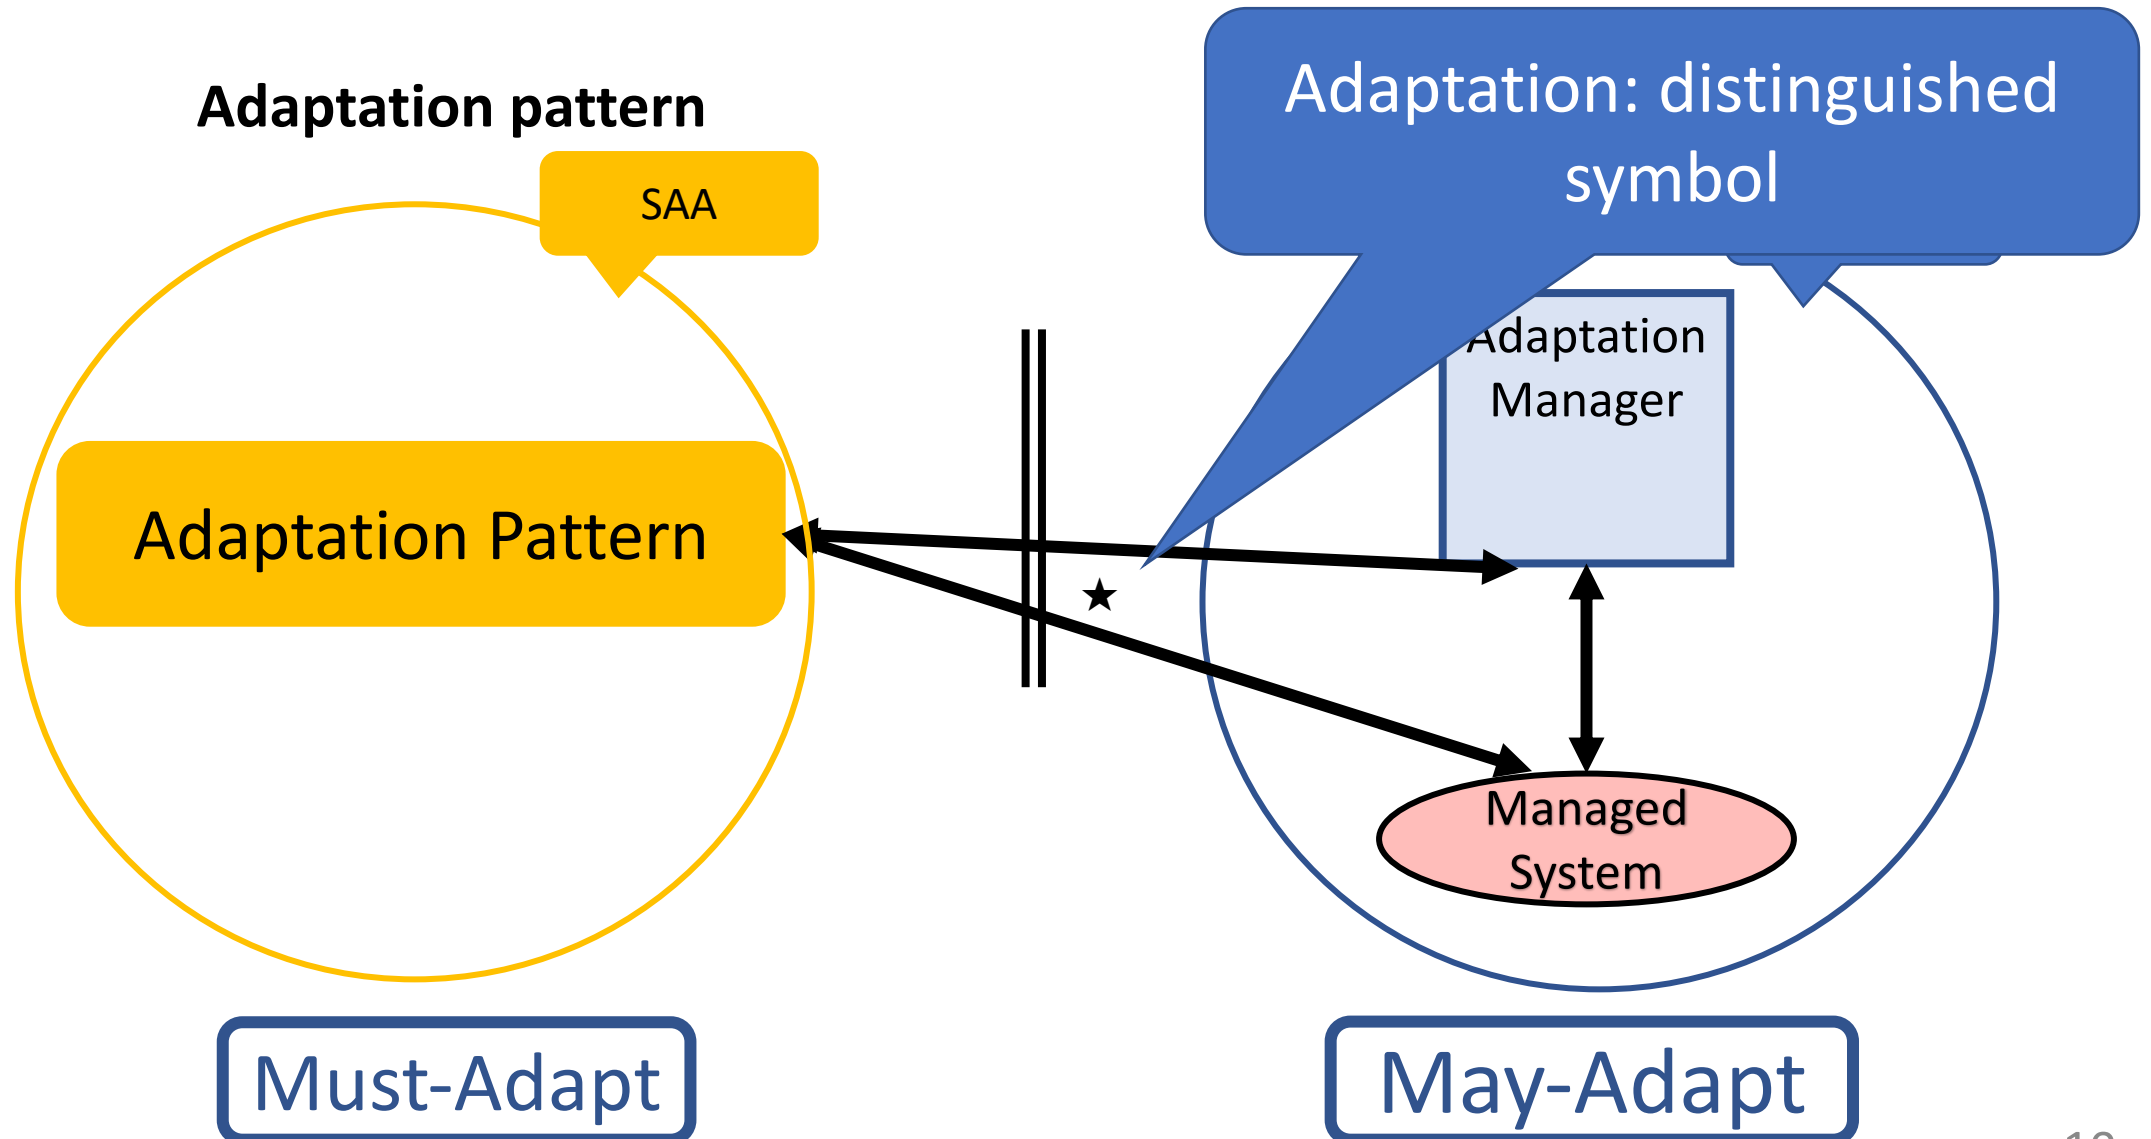 Adaptation pattern
SAA
Adaptation: distinguished
symbol
Adaptation
Manager
Adaptation Pattern
Managed
System
Must-Adapt
May-Adapt